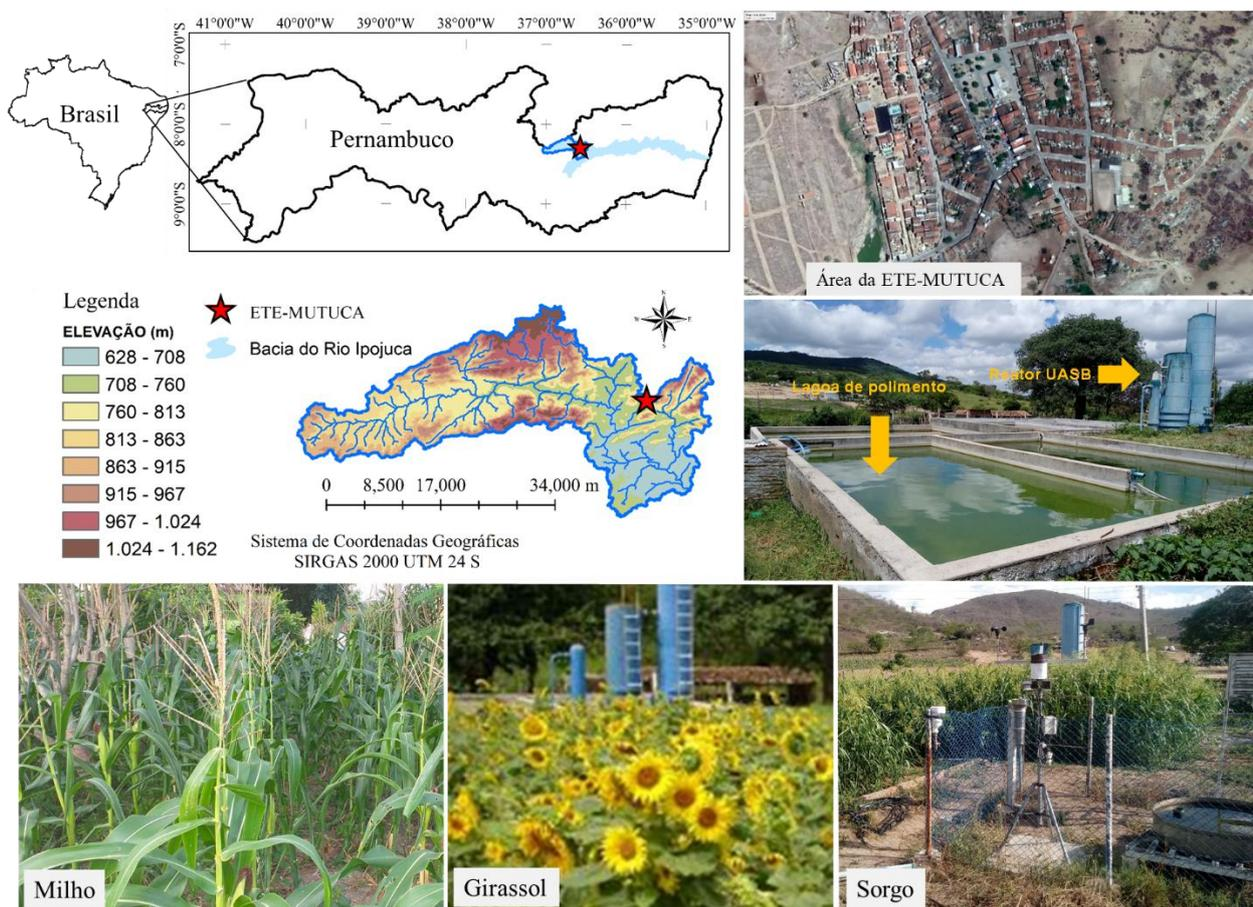 41°0'0"W 40°0'0"W 39°0'0"W 38°0'0"W 37°0'0"W 36°0'0"W 35°0'0"W
7°0'0"S
8°0'0"S
9°0'0"S
Brasil
Pernambuco
Área da ETE-MUTUCA
Legenda
ELEVAÇÃO (m)
628 - 708
708 - 760
760 - 813
813 - 863
863 - 915
915 - 967
967 - 1.024
1.024 - 1.162
ETE-MUTUCA
Bacia do Rio Ipojuca
N
W E
S
0 8,500 17,000 34,000 m
Sistema de Coordenadas Geográficas
SIRGAS 2000 UTM 24 S
Reator UASB
Lagoa de polimento
Milho
Girassol
Sorgo